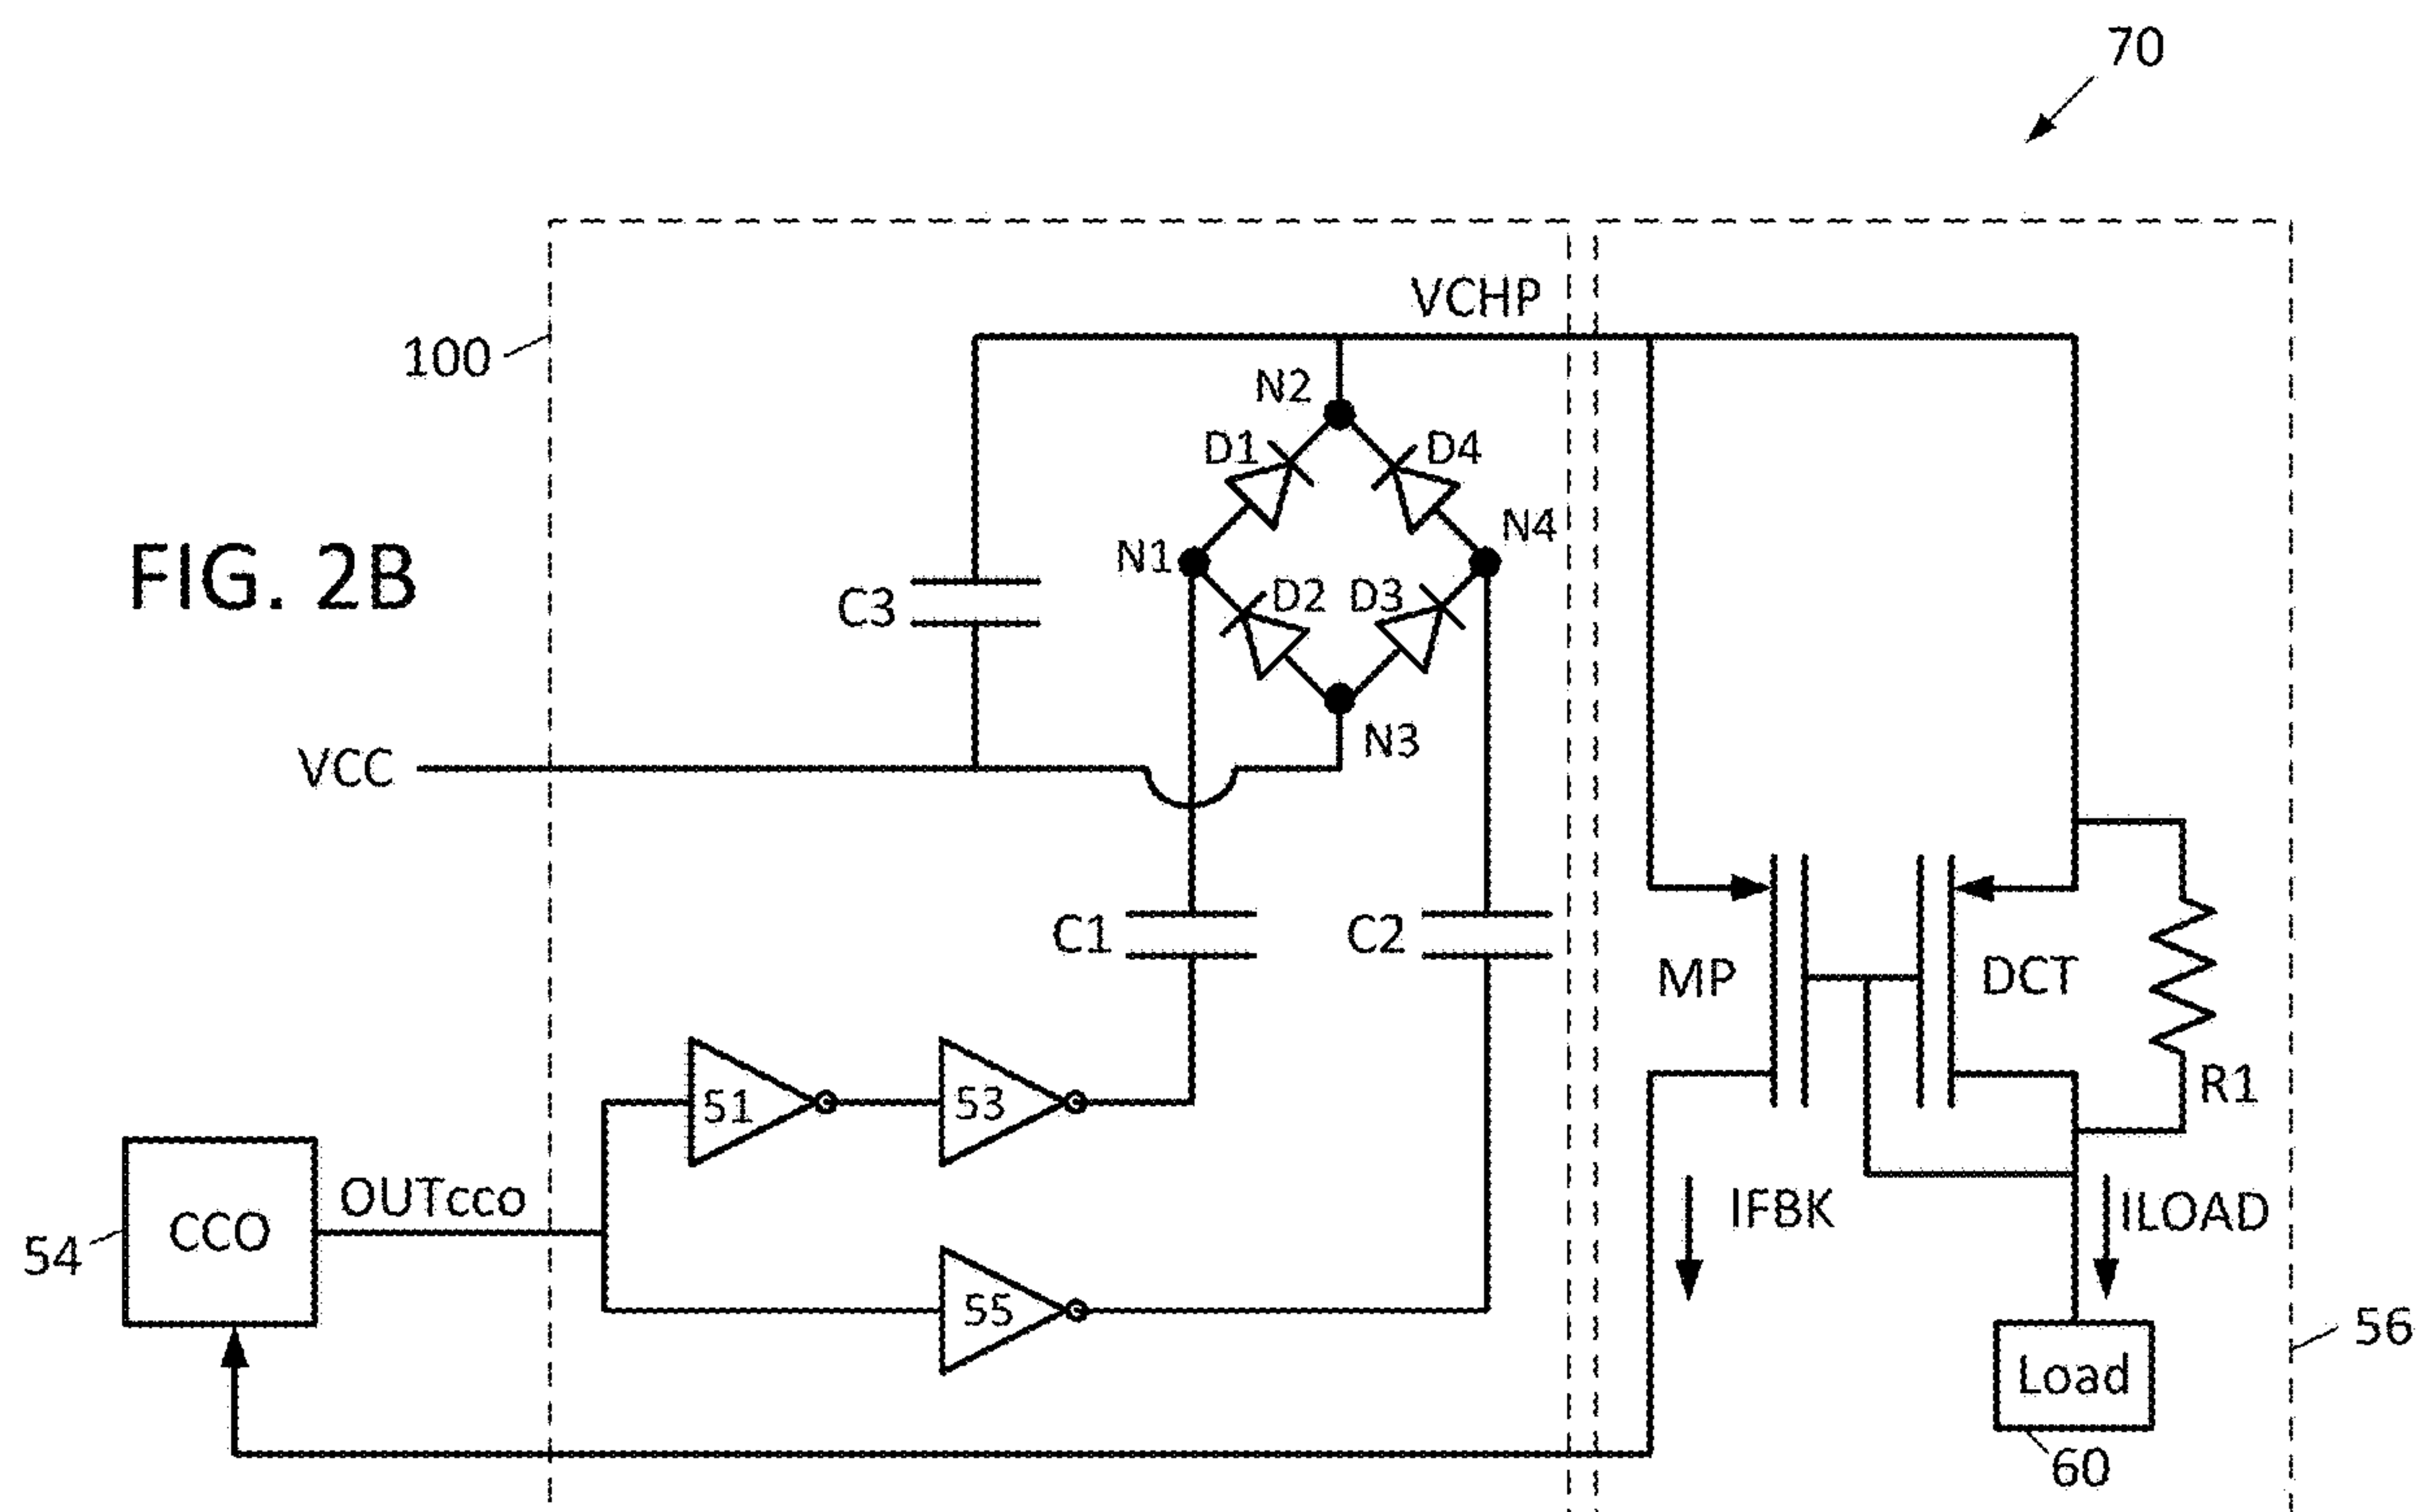 70
VCHP
100
N2
D1
D4
N4
N1
FIG. 2B
D2
D3
C3
N3
VCC
C1
C2
MP
DCT
R1
51
53
OUTcco
CCO
54
IFBK
ILOAD
55
56
Load
60